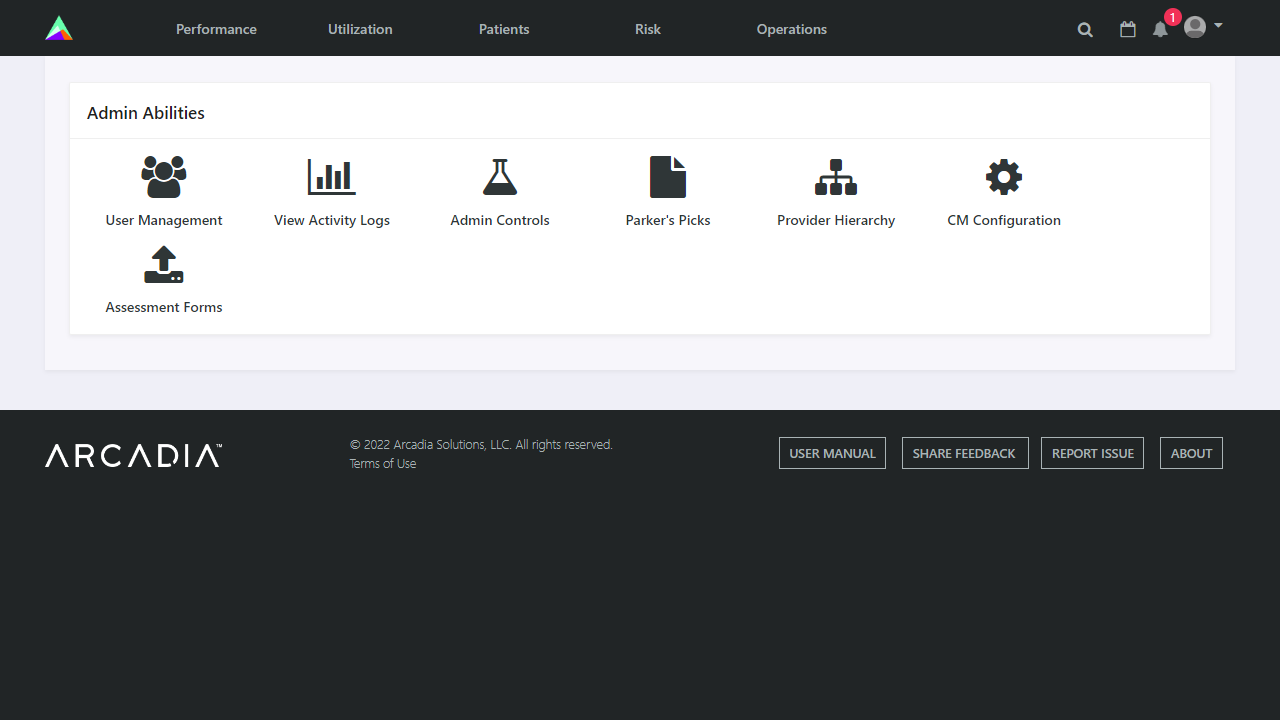 Performance Utilization Patients Risk Operations 1
Admin Abilities
User Management View Activity Logs Admin Controls Parker's Picks Provider Hierarchy CM Configuration
Assessment Forms
ARCADIA™
© 2022 Arcadia Solutions, LLC. All rights reserved.
Terms of Use
USER MANUAL SHARE FEEDBACK REPORT ISSUE ABOUT